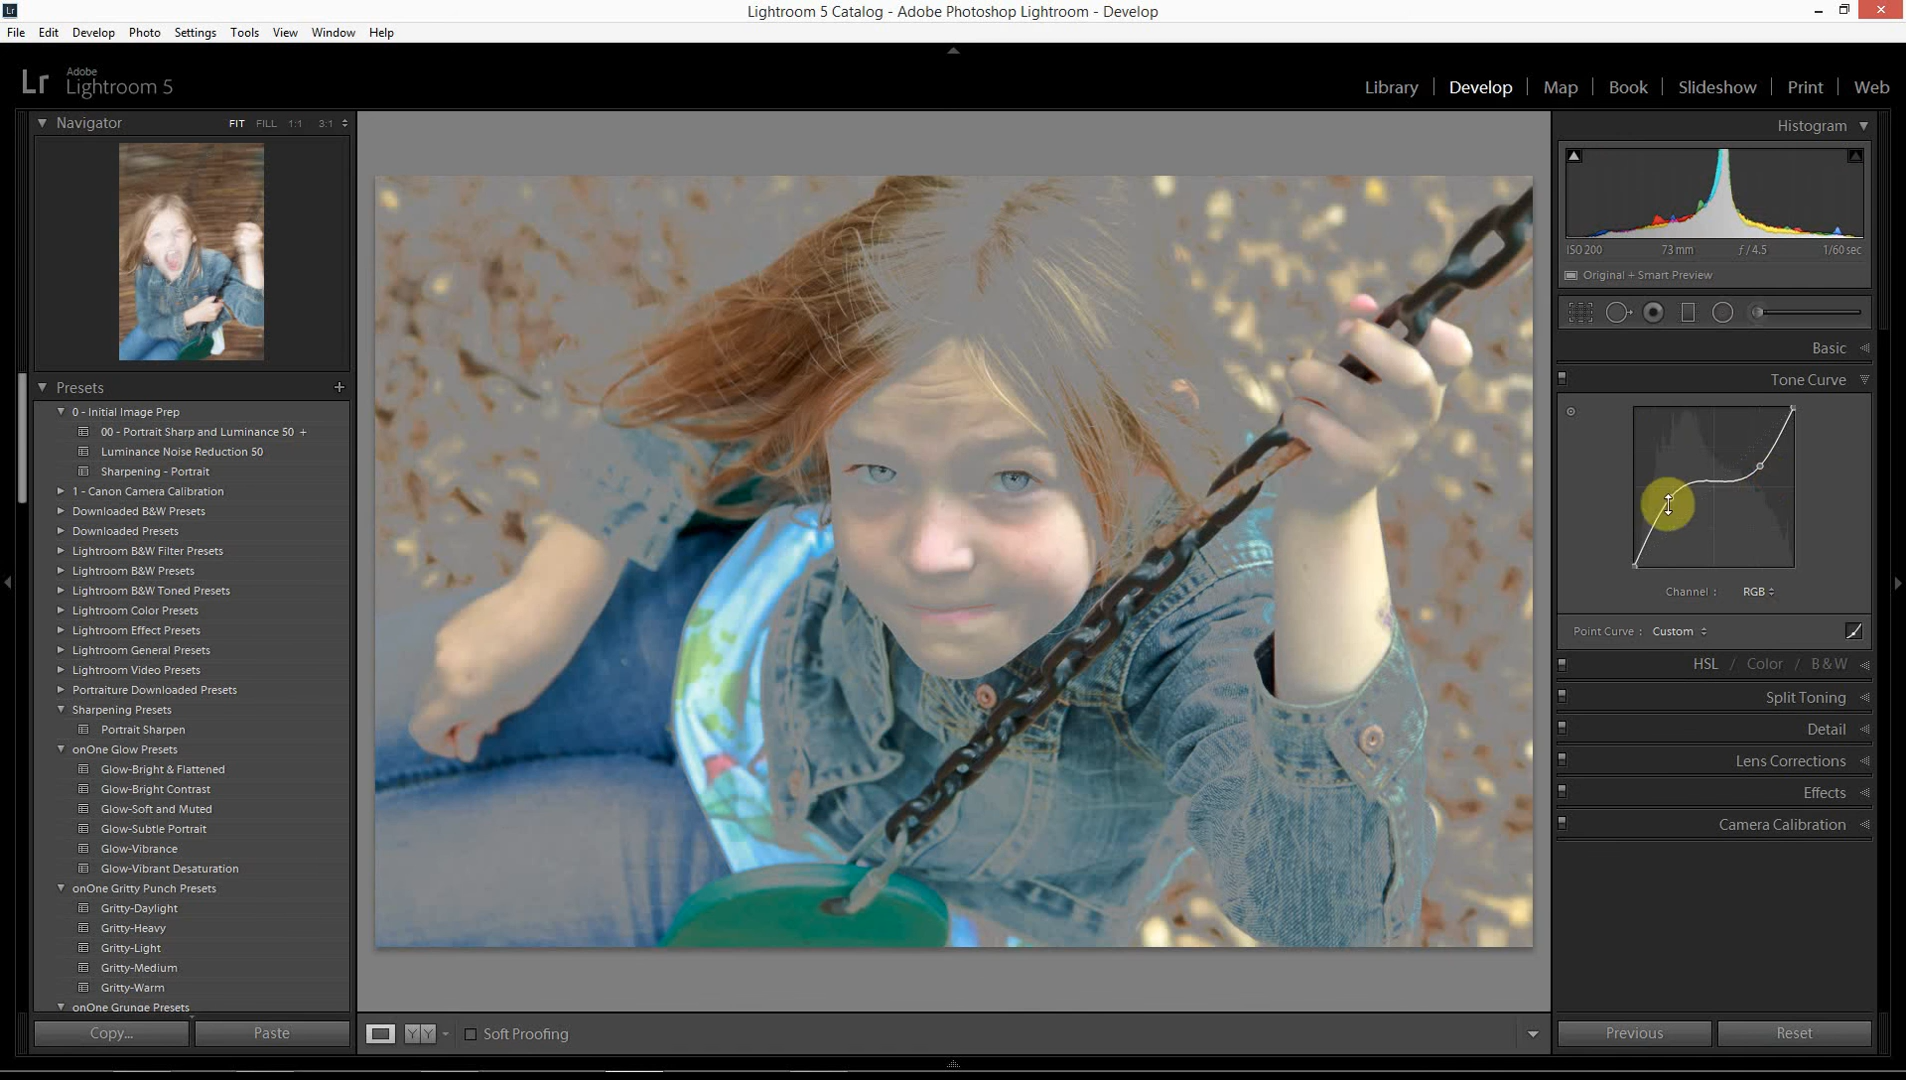 Lr
Lightroom 5 Catalog - Adobe Photoshop Lightroom - Develop
File Edit Develop Photo Settings Tools View Window Help
Lr Adobe
Lightroom 5
Library Develop Map Book Slideshow Print Web
Navigator FIT FILL 1:1 3:1
Presets +
0 - Initial Image Prep
00 - Portrait Sharp and Luminance 50 +
Luminance Noise Reduction 50
Sharpening - Portrait
1 - Canon Camera Calibration
Downloaded B&W Presets
Downloaded Presets
Lightroom B&W Filter Presets
Lightroom B&W Presets
Lightroom B&W Toned Presets
Lightroom Color Presets
Lightroom Effect Presets
Lightroom General Presets
Lightroom Video Presets
Portraiture Downloaded Presets
Sharpening Presets
Portrait Sharpen
onOne Glow Presets
Glow-Bright & Flattened
Glow-Bright Contrast
Glow-Soft and Muted
Glow-Subtle Portrait
Glow-Vibrance
Glow-Vibrant Desaturation
onOne Gritty Punch Presets
Gritty-Daylight
Gritty-Heavy
Gritty-Light
Gritty-Medium
Gritty-Warm
onOne Grunge Presets
Copy... Paste
YY Soft Proofing
Histogram
ISO 200 73 mm f / 4.5 1/60 sec
Original + Smart Preview
Basic
Tone Curve
Channel : RGB
Point Curve : Custom
HSL / Color / B & W
Split Toning
Detail
Lens Corrections
Effects
Camera Calibration
Previous Reset